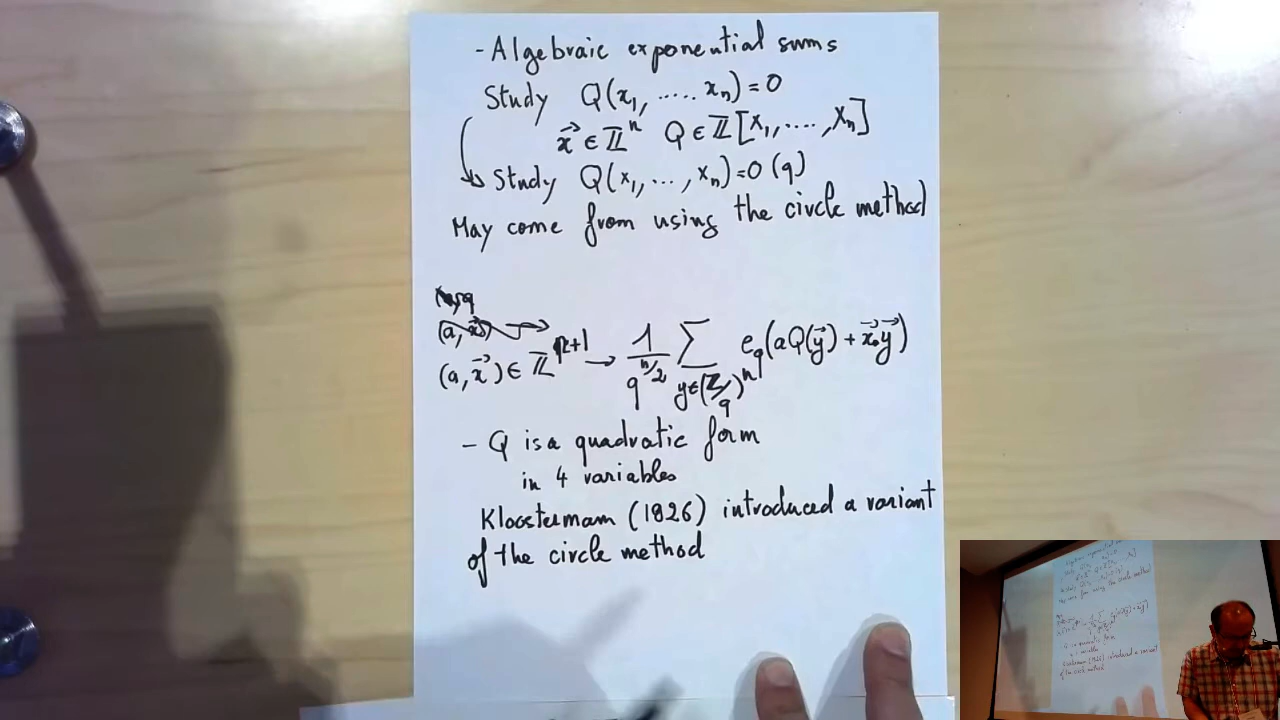 - Algebraic exponential sums
Study Q(x₁, ..... xₙ) = 0
x⃗ ∈ ℤⁿ Q ∈ ℤ[X₁, ...., Xₙ]
↳ Study Q(x₁, ..., xₙ) = 0 (q)
May come from using the circle method
(a, x⃗) ∈ ℤⁿ⁺¹ → 1/q^{n/2} ∑_{y∈(ℤ/q)ⁿ} e_q(aQ(y⃗) + x⃗.y⃗)
- Q is a quadratic form
in 4 variables
Kloosterman (1926) introduced a variant
of the circle method